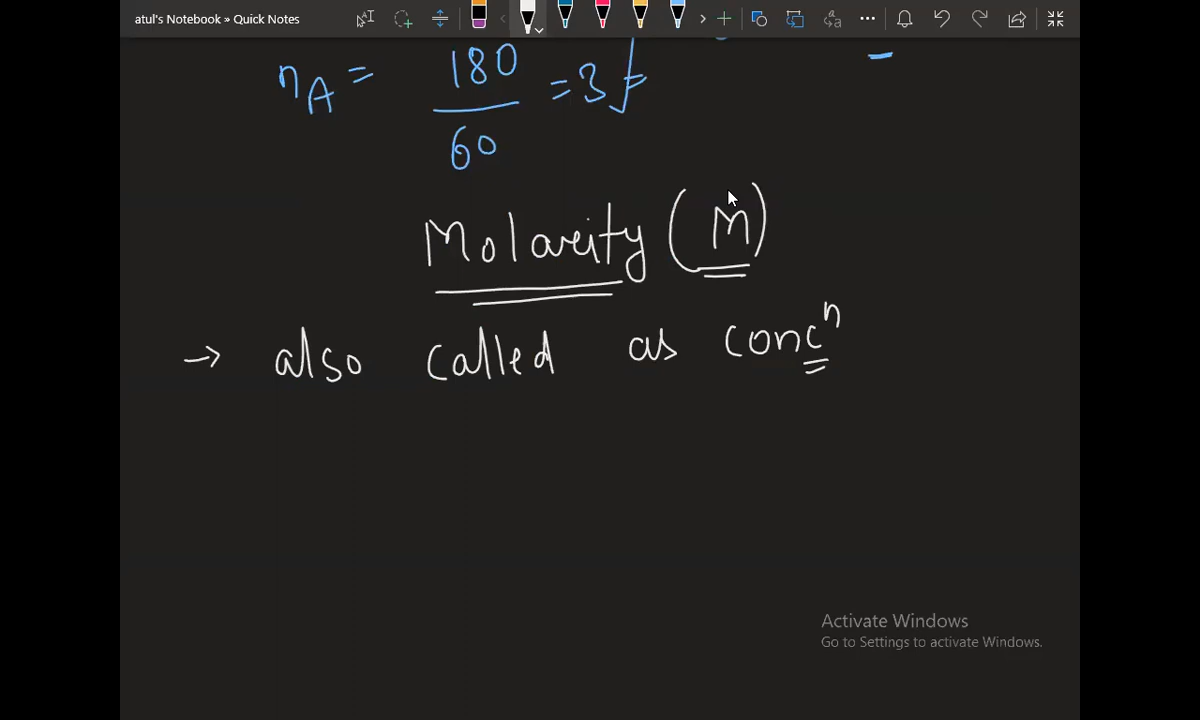 atul's Notebook » Quick Notes
nA = 180/60 = 3
Molarity (M)
→ also called as concⁿ
Activate Windows
Go to Settings to activate Windows.